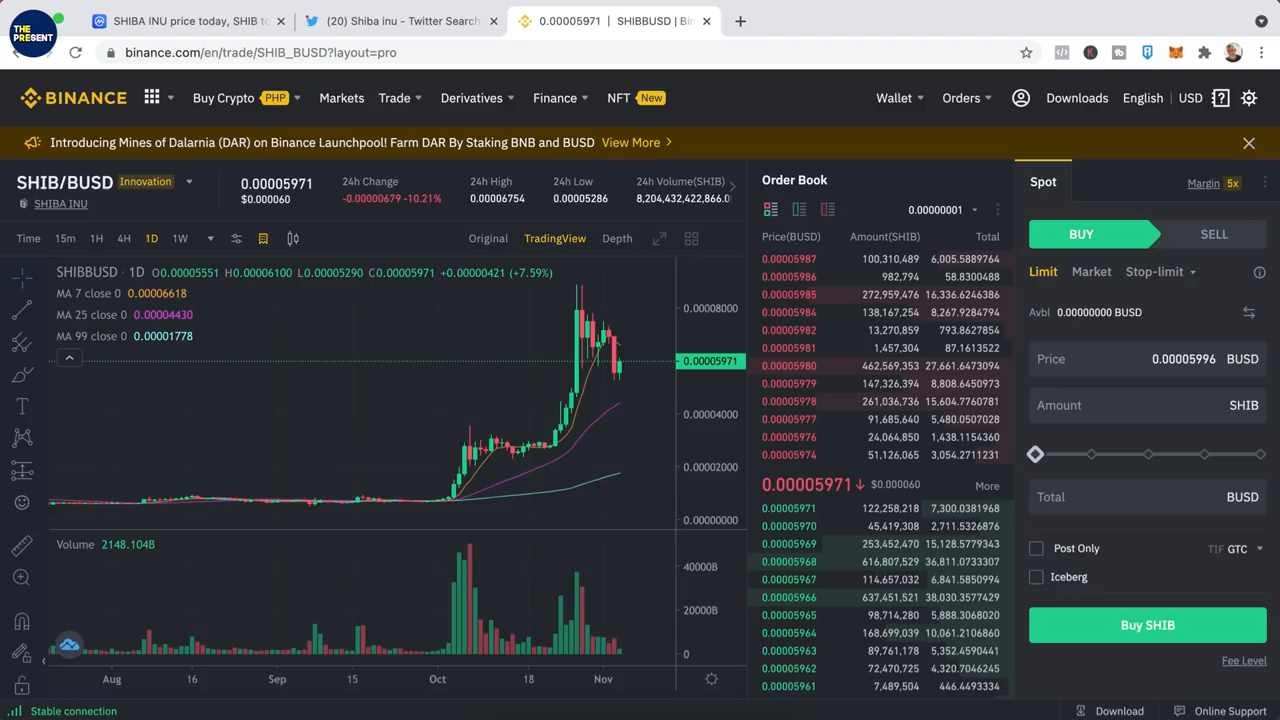 THE PRESENT
SHIBA INU price today, SHIB to
(20) Shiba inu - Twitter Search
0.00005971 | SHIBBUSD | Bin
binance.com/en/trade/SHIB_BUSD?layout=pro
BINANCE
Buy Crypto PHP
Markets
Trade
Derivatives
Finance
NFT New
Wallet
Orders
Downloads
English
USD
Introducing Mines of Dalarnia (DAR) on Binance Launchpool! Farm DAR By Staking BNB and BUSD View More
SHIB/BUSD Innovation
SHIBA INU
0.00005971
$0.000060
24h Change
-0.00000679 -10.21%
24h High
0.00006754
24h Low
0.00005286
24h Volume(SHIB)
8,204,432,422,866.0
Time 15m 1H 4H 1D 1W
Original TradingView Depth
SHIBBUSD · 1D O0.00005551 H0.00006100 L0.00005290 C0.00005971 +0.00000421 (+7.59%)
MA 7 close 0 0.00006618
MA 25 close 0 0.00004430
MA 99 close 0 0.00001778
0.00008000
0.00005971
0.00004000
0.00002000
0.00000000
Volume 2148.104B
40000B
20000B
0
Aug 16 Sep 15 Oct 18 Nov
Order Book
0.00000001
Price(BUSD) Amount(SHIB) Total
0.00005987 100,310,489 6,005.5889764
0.00005986 982,794 58.8300488
0.00005985 272,959,476 16,336.6246386
0.00005984 138,167,254 8,267.9284794
0.00005982 13,270,859 793.8627854
0.00005981 1,457,304 87.1613522
0.00005980 462,569,353 27,661.6473094
0.00005979 147,326,394 8,808.6450973
0.00005978 261,036,736 15,604.7760781
0.00005977 91,685,640 5,480.0507028
0.00005976 24,064,850 1,438.1154360
0.00005974 51,126,065 3,054.2711231
0.00005971 $0.000060 More
0.00005971 122,258,218 7,300.0381968
0.00005970 45,419,308 2,711.5326876
0.00005969 253,452,470 15,128.5779343
0.00005968 616,807,529 36,811.0733307
0.00005967 114,657,032 6,841.5850994
0.00005966 637,451,521 38,030.3577429
0.00005965 98,714,280 5,888.3068020
0.00005964 168,699,039 10,061.2106860
0.00005963 89,761,178 5,352.4590441
0.00005962 72,470,725 4,320.7046245
0.00005961 7,489,504 446.4493334
Spot
Margin 5x
BUY SELL
Limit Market Stop-limit
Avbl 0.00000000 BUSD
Price 0.00005996 BUSD
Amount SHIB
Total BUSD
Post Only TIF GTC
Iceberg
Buy SHIB
Fee Level
Stable connection
Download
Online Support